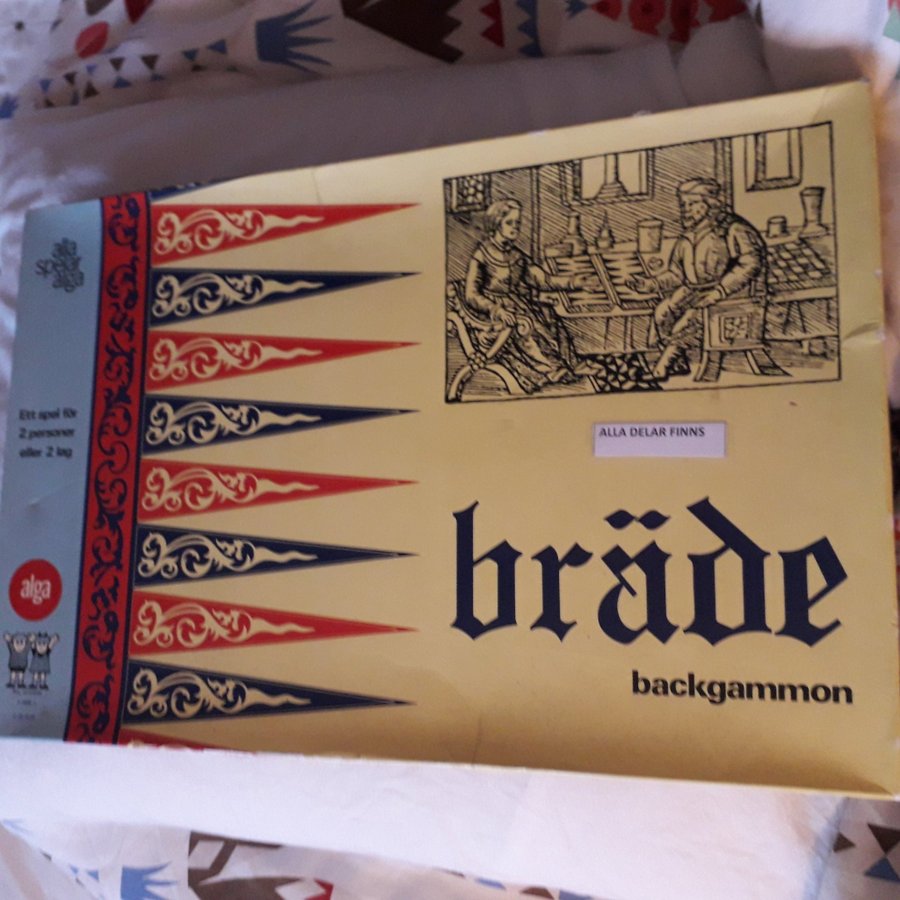 alla
spelar
alga
Ett spel för
2 personer
eller 2 lag
alga
ALLA DELAR FINNS
bräde
backgammon